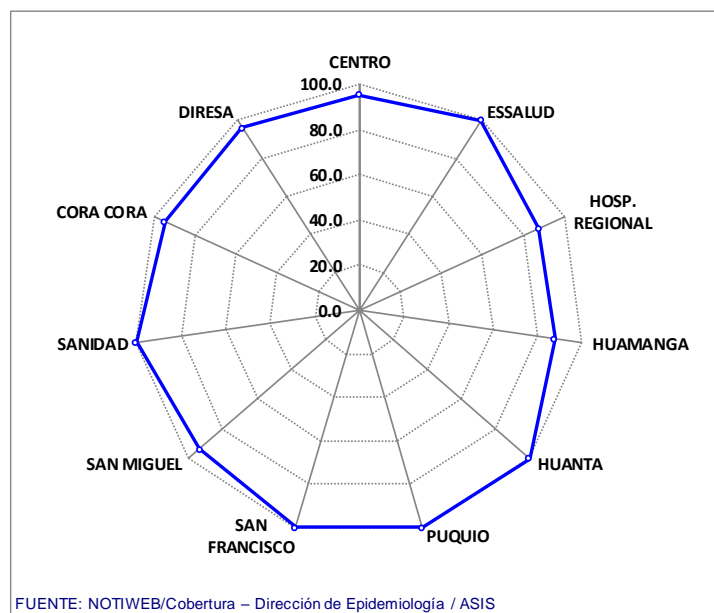 CENTRO
100.0
DIRESA
ESSALUD
80.0
HOSP.
REGIONAL
CORA CORA
60.0
40.0
20.0
0.0
SANIDAD
HUAMANGA
SAN MIGUEL
HUANTA
SAN
FRANCISCO
PUQUIO
FUENTE: NOTIWEB/Cobertura – Dirección de Epidemiología / ASIS